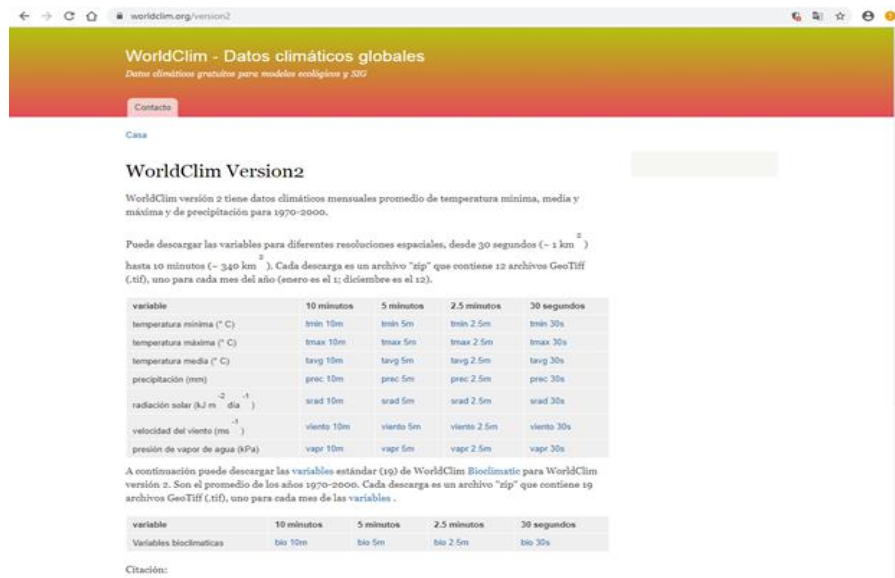 worldclim.org/version2
WorldClim - Datos climáticos globales
Datos climáticos gratuitos para modelos ecológicos y SIG
Contacto
Casa
WorldClim Version2
WorldClim versión 2 tiene datos climáticos mensuales promedio de temperatura mínima, media y
máxima y de precipitación para 1970-2000.
Puede descargar las variables para diferentes resoluciones espaciales, desde 30 segundos (~ 1 km 2 )
hasta 10 minutos (~ 340 km 2 ). Cada descarga es un archivo "zip" que contiene 12 archivos GeoTiff
(.tif), uno para cada mes del año (enero es el 1; diciembre es el 12).
variable 10 minutos 5 minutos 2.5 minutos 30 segundos
temperatura mínima (° C) tmin 10m tmin 5m tmin 2.5m tmin 30s
temperatura máxima (° C) tmax 10m tmax 5m tmax 2.5m tmax 30s
temperatura media (° C) tavg 10m tavg 5m tavg 2.5m tavg 30s
precipitación (mm) prec 10m prec 5m prec 2.5m prec 30s
radiación solar (kJ m -2 día -1 ) srad 10m srad 5m srad 2.5m srad 30s
velocidad del viento (ms -1 ) viento 10m viento 5m viento 2.5m viento 30s
presión de vapor de agua (kPa) vapr 10m vapr 5m vapr 2.5m vapr 30s
A continuación puede descargar las variables estándar (19) de WorldClim Bioclimatic para WorldClim
versión 2. Son el promedio de los años 1970-2000. Cada descarga es un archivo "zip" que contiene 19
archivos GeoTiff (.tif), uno para cada mes de las variables .
variable 10 minutos 5 minutos 2.5 minutos 30 segundos
Variables bioclimaticas bio 10m bio 5m bio 2.5m bio 30s
Citación: